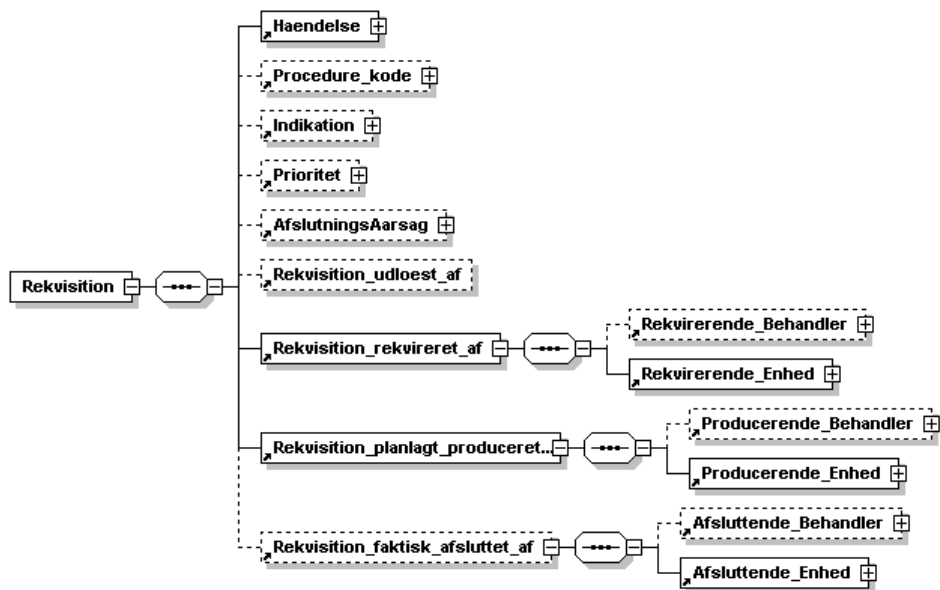 Haendelse
Procedure_kode
Indikation
Prioritet
AfslutningsAarsag
Rekvisition_udloest_af
Rekvisition
Rekvirerende_Behandler
Rekvisition_rekvireret_af
Rekvirerende_Enhed
Producerende_Behandler
Rekvisition_planlagt_produceret...
Producerende_Enhed
Afsluttende_Behandler
Rekvisition_faktisk_afsluttet_af
Afsluttende_Enhed